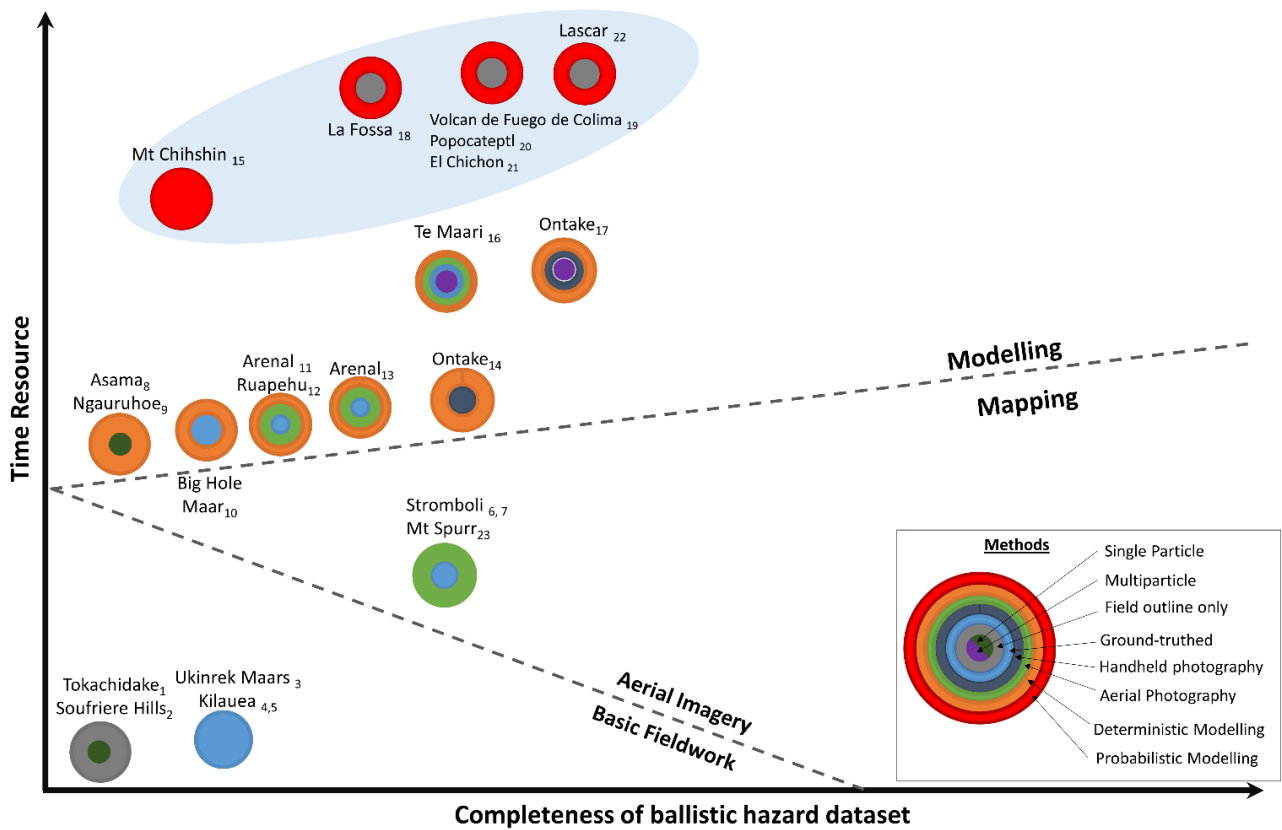 Lascar 22
La Fossa 18
Volcan de Fuego de Colima 19
Popocateptl 20
El Chichon 21
Mt Chihshin 15
Te Maari 16
Ontake17
Modelling
Mapping
Asama8
Ngauruhoe9
Arenal 11
Ruapehu12
Arenal13
Ontake14
Big Hole
Maar10
Stromboli 6, 7
Mt Spurr23
Tokachidake1
Soufriere Hills2
Ukinrek Maars 3
Kilauea 4,5
Aerial Imagery
Basic Fieldwork
Methods
Single Particle
Multiparticle
Field outline only
Ground-truthed
Handheld photography
Aerial Photography
Deterministic Modelling
Probabilistic Modelling
Time Resource
Completeness of ballistic hazard dataset